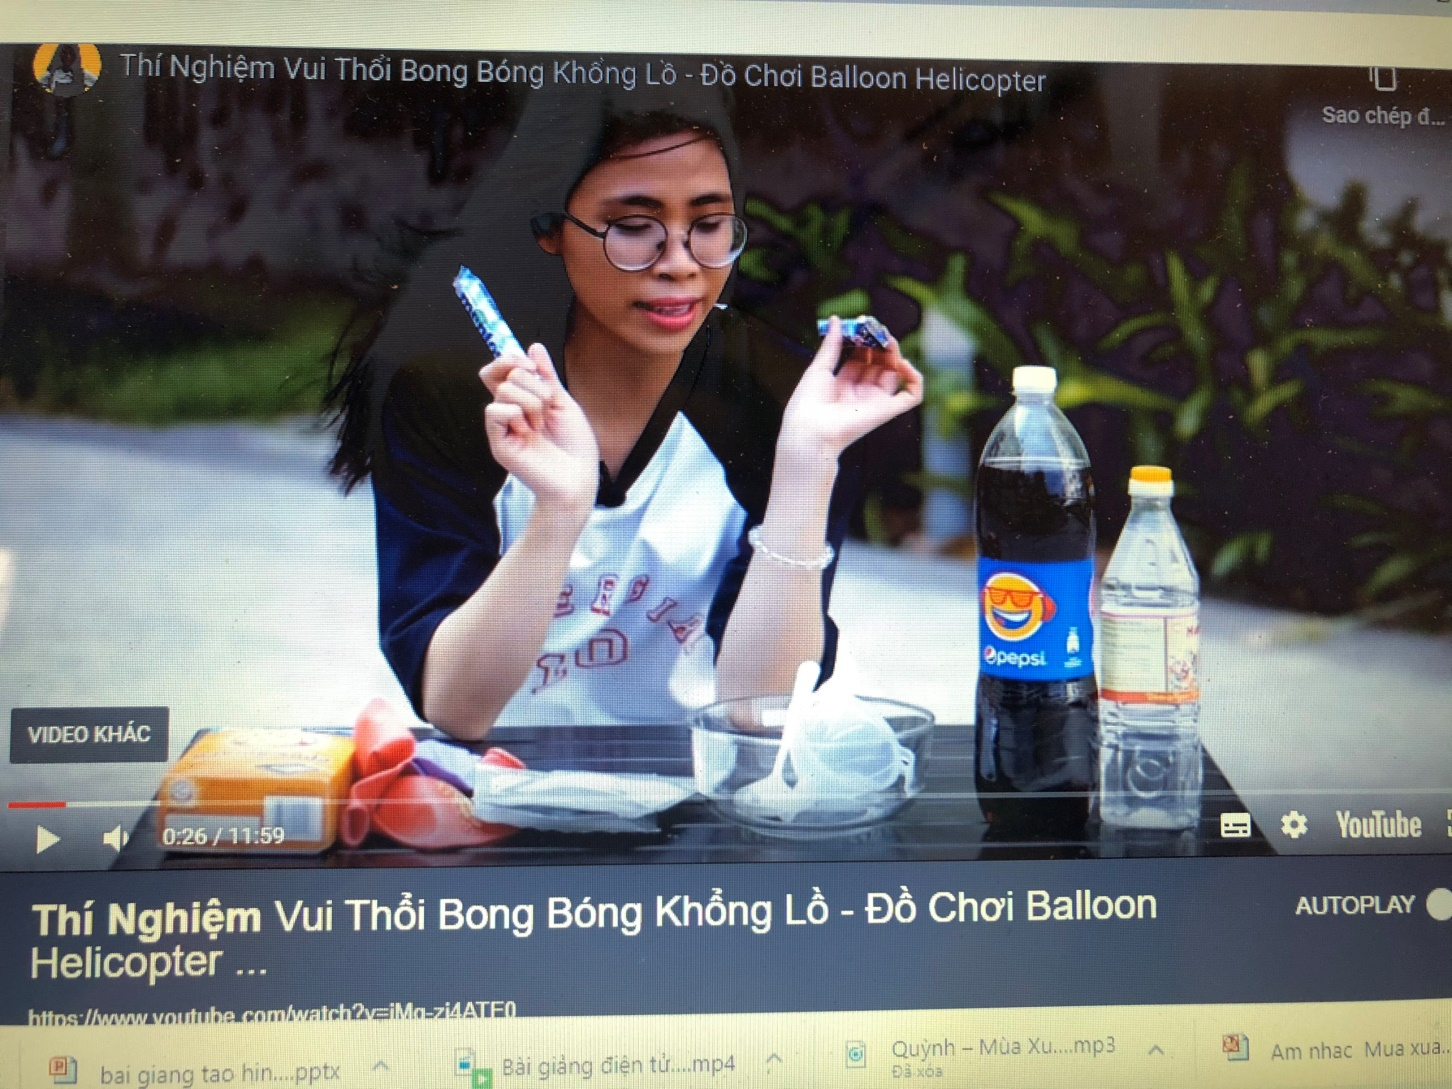 Thí Nghiệm Vui Thổi Bong Bóng Khổng Lồ - Đồ Chơi Balloon Helicopter
Sao chép đ...
pepsi
VIDEO KHÁC
0:26 / 11:59
YouTube
Thí Nghiệm Vui Thổi Bong Bóng Khổng Lồ - Đồ Chơi Balloon
Helicopter ...
AUTOPLAY
https://www.youtube.com/watch?v=iMq-zi4ATF0
bai giang tao hin....pptx
Bài giảng điện tử....mp4
Quỳnh – Mùa Xu....mp3
Đã xóa
Am nhac Mua xua...